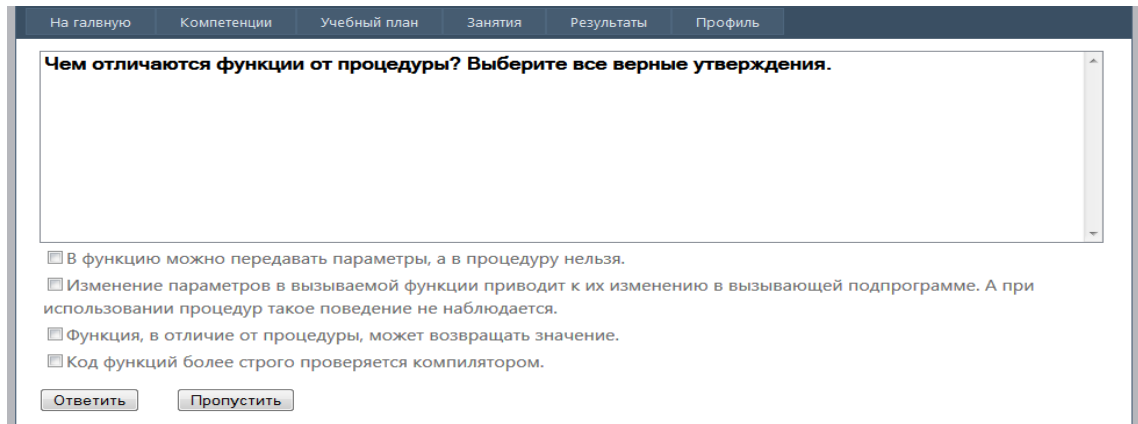 На галвную Компетенции Учебный план Занятия Результаты Профиль
Чем отличаются функции от процедуры? Выберите все верные утверждения.
В функцию можно передавать параметры, а в процедуру нельзя.
Изменение параметров в вызываемой функции приводит к их изменению в вызывающей подпрограмме. А при
использовании процедур такое поведение не наблюдается.
Функция, в отличие от процедуры, может возвращать значение.
Код функций более строго проверяется компилятором.
Ответить Пропустить